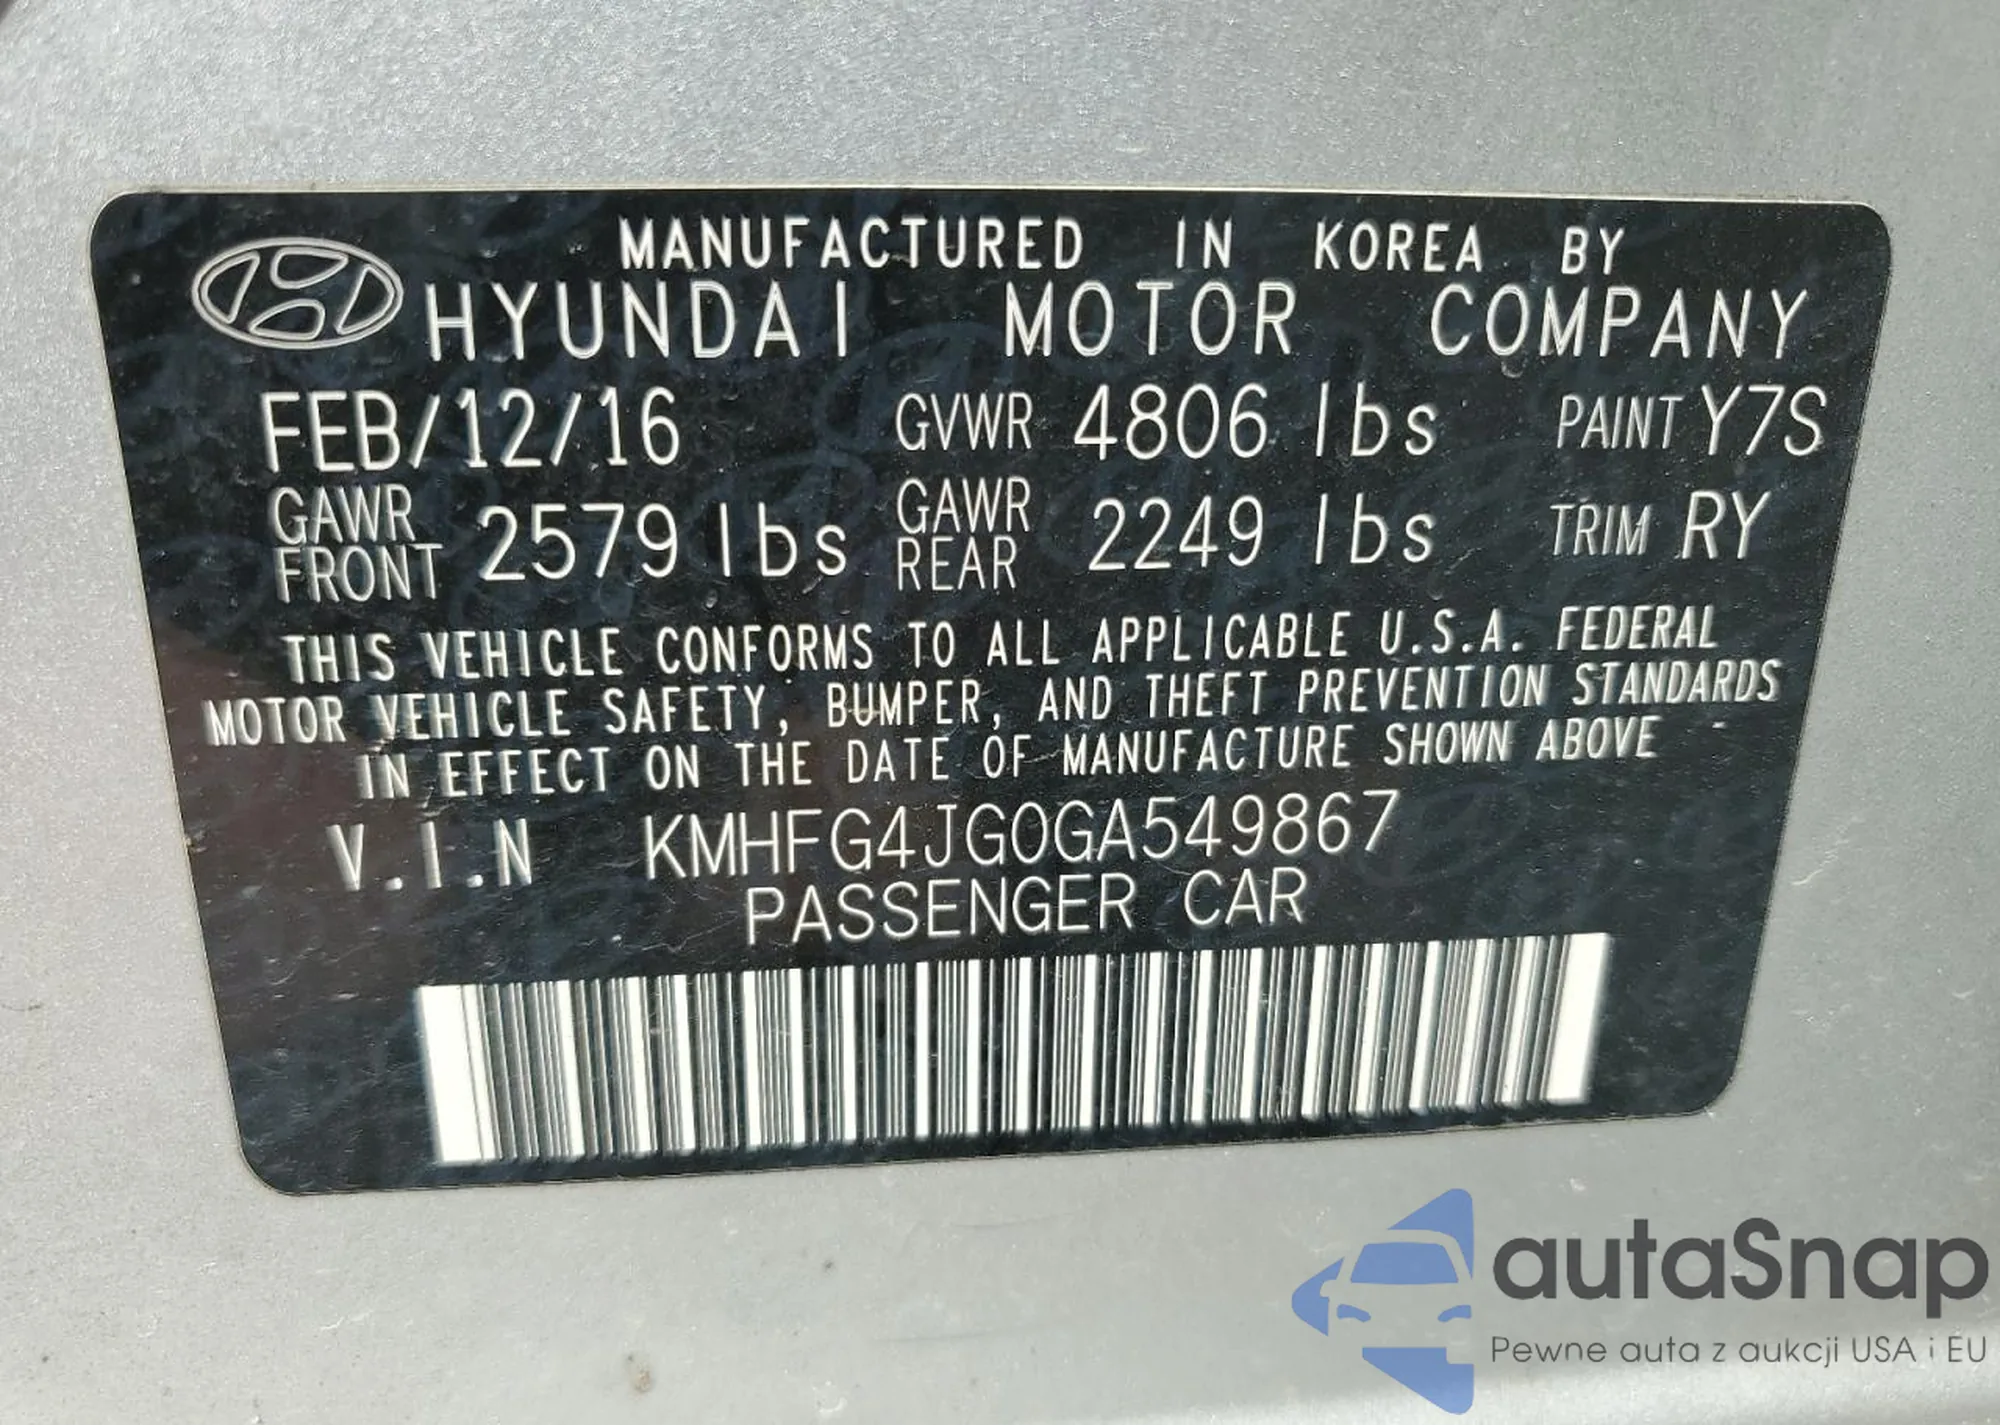 MANUFACTURED IN KOREA BY
HYUNDAI MOTOR COMPANY
FEB/12/16 GVWR 4806 lbs PAINT Y7S
GAWR FRONT 2579 lbs GAWR REAR 2249 lbs TRIM RY
THIS VEHICLE CONFORMS TO ALL APPLICABLE U.S.A. FEDERAL
MOTOR VEHICLE SAFETY, BUMPER, AND THEFT PREVENTION STANDARDS
IN EFFECT ON THE DATE OF MANUFACTURE SHOWN ABOVE
V.I.N KMHFG4JG0GA549867
PASSENGER CAR
autaSnap
Pewne auta z aukcji USA i EU